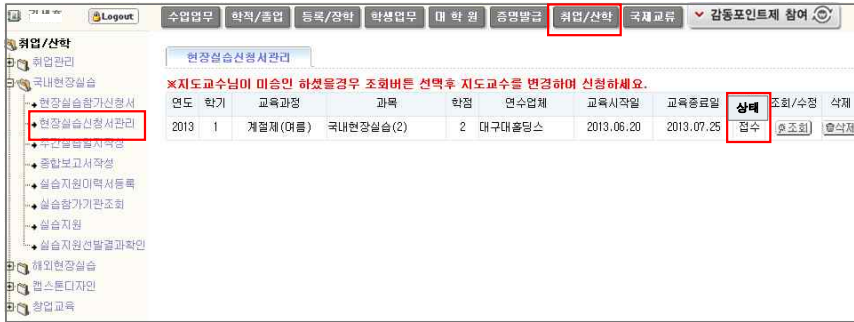 Logout
수업업무 학적/졸업 등록/장학 학생업무 대 학 원 증명발급 취업/산학 국제교류 감동포인트제 참여
취업/산학
취업관리
국내현장실습
현장실습참가신청서
현장실습신청서관리
종합보고서작성
실습지원이력서등록
실습참가기관조회
실습지원
실습지원선발결과확인
해외현장실습
캡스톤디자인
창업교육
현장실습신청서관리
※지도교수님이 미승인 하셨을경우 조회버튼 선택후 지도교수를 변경하여 신청하세요.
연도 학기 교육과정 과목 학점 연수업체 교육시작일 교육종료일 상태 조회/수정 삭제
2013 1 계절제(여름) 국내현장실습(2) 2 대구대홀딩스 2013.06.20 2013.07.25 접수 조회 삭제